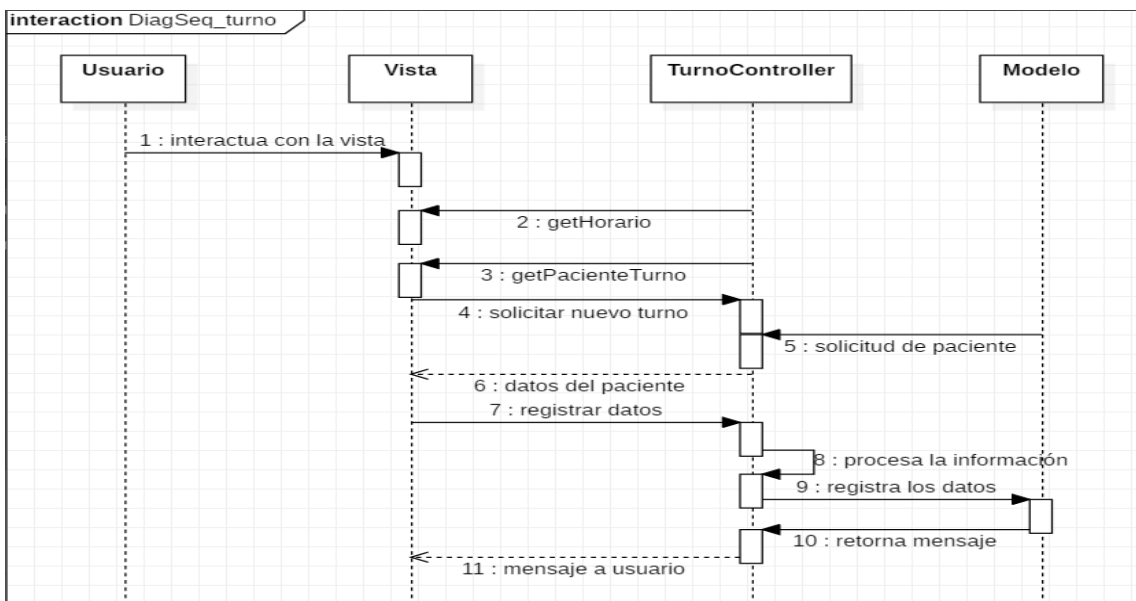 interaction DiagSeq_turno
Usuario
Vista
TurnoController
Modelo
1 : interactua con la vista
2 : getHorario
3 : getPacienteTurno
4 : solicitar nuevo turno
5 : solicitud de paciente
6 : datos del paciente
7 : registrar datos
8 : procesa la información
9 : registra los datos
10 : retorna mensaje
11 : mensaje a usuario